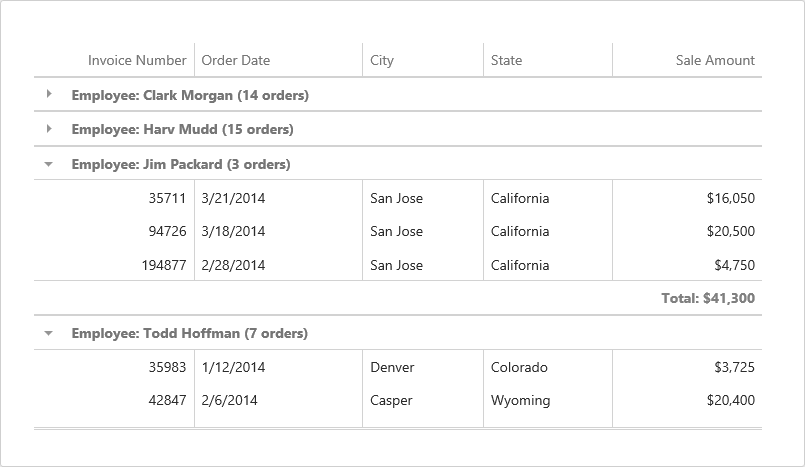 Invoice Number Order Date City State Sale Amount
Employee: Clark Morgan (14 orders)
Employee: Harv Mudd (15 orders)
Employee: Jim Packard (3 orders)
35711 3/21/2014 San Jose California $16,050
94726 3/18/2014 San Jose California $20,500
194877 2/28/2014 San Jose California $4,750
Total: $41,300
Employee: Todd Hoffman (7 orders)
35983 1/12/2014 Denver Colorado $3,725
42847 2/6/2014 Casper Wyoming $20,400